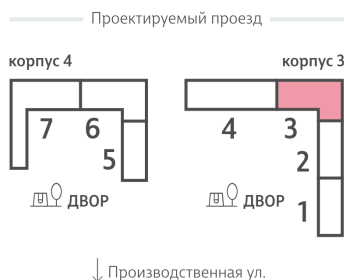 Проектируемый проезд
корпус 4 корпус 3
7 6 4 3
5 2
ДВОР ДВОР 1
↓ Производственная ул.